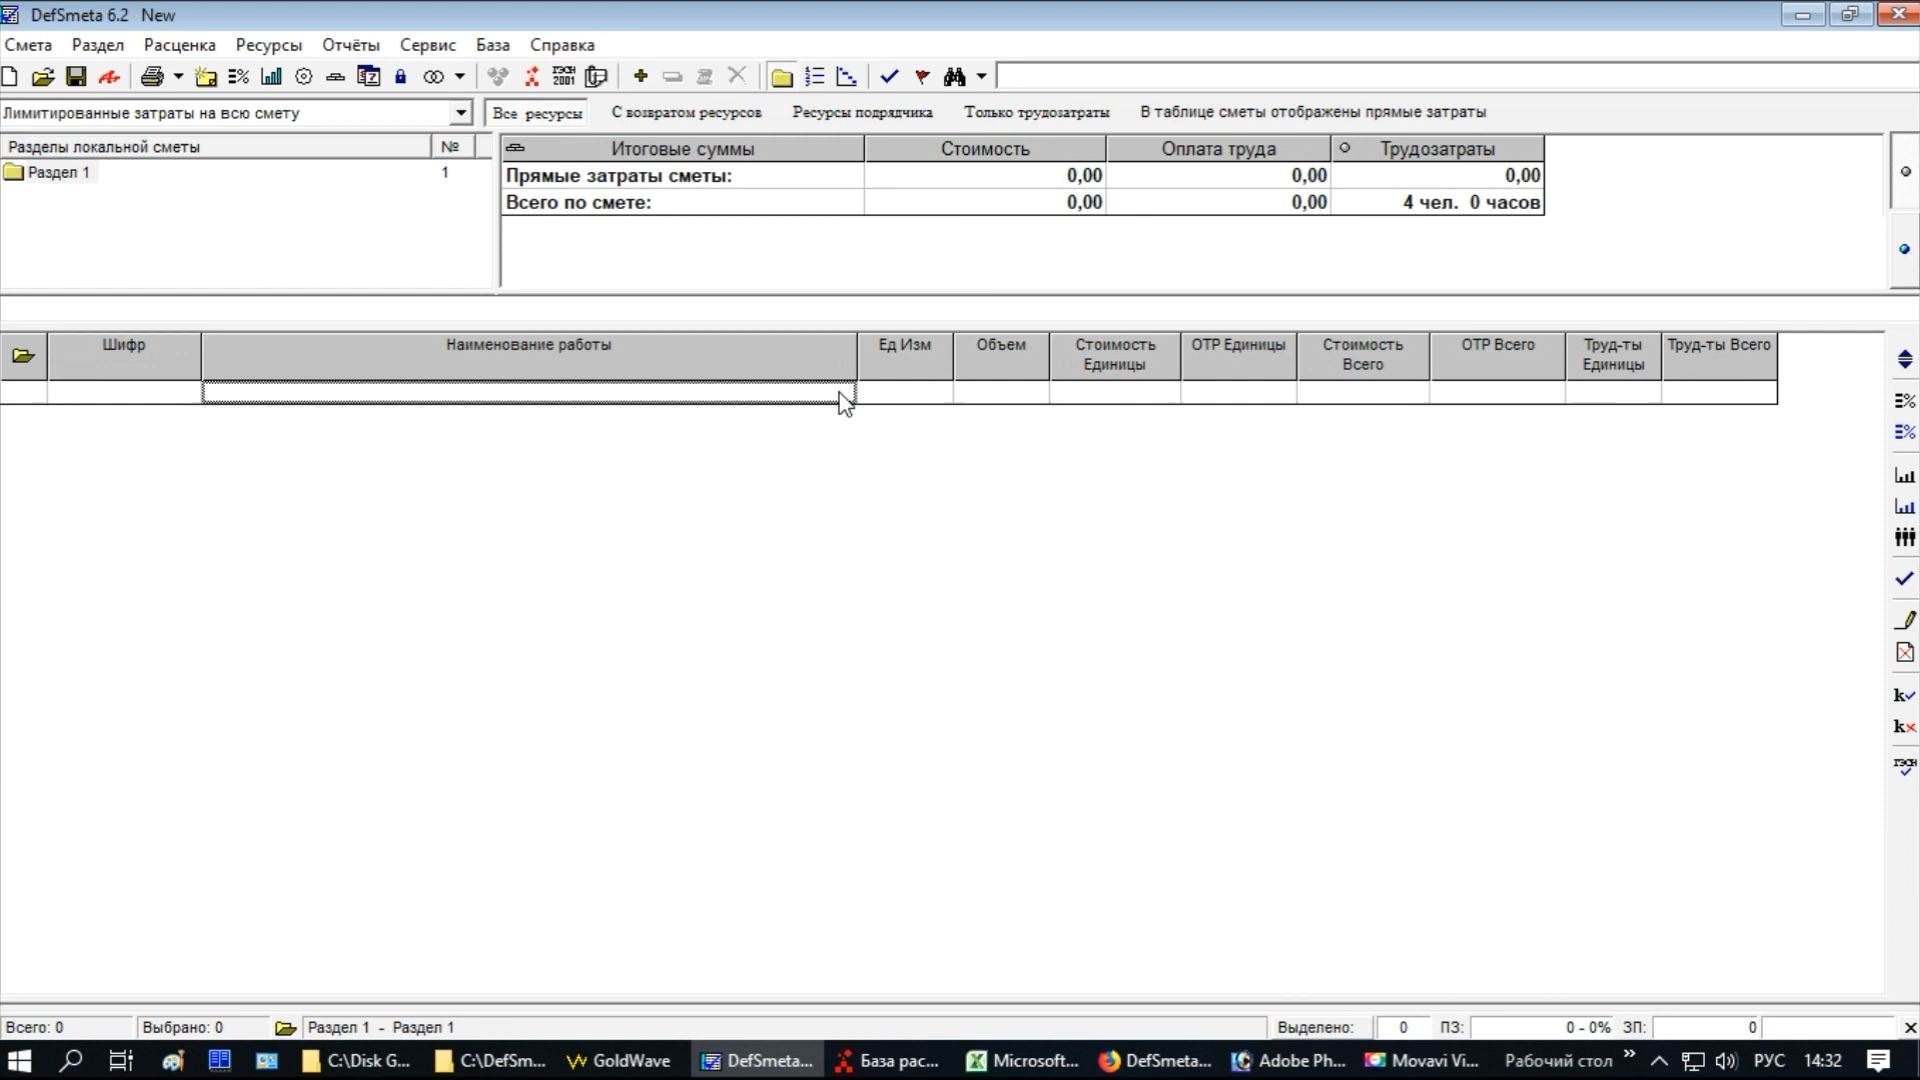 DefSmeta 6.2 New
Смета Раздел Расценка Ресурсы Отчёты Сервис База Справка
ГЭСН 2001
Лимитированные затраты на всю смету
Все ресурсы С возвратом ресурсов Ресурсы подрядчика Только трудозатраты В таблице сметы отображены прямые затраты
Разделы локальной сметы №
Раздел 1 1
Итоговые суммы Стоимость Оплата труда Трудозатраты
Прямые затраты сметы: 0,00 0,00 0,00
Всего по смете: 0,00 0,00 4 чел. 0 часов
Шифр Наименование работы Ед Изм Объем Стоимость Единицы ОТР Единицы Стоимость Всего ОТР Всего Труд-ты Единицы Труд-ты Всего
k
k
ГЭСН
Всего: 0 Выбрано: 0 Раздел 1 - Раздел 1 Выделено: 0 ПЗ: 0 - 0% ЗП: 0
C:\Disk G... C:\DefSm... GoldWave DefSmeta... База рас... Microsoft... DefSmeta... Adobe Ph... Movavi Vi... Рабочий стол РУС 14:32